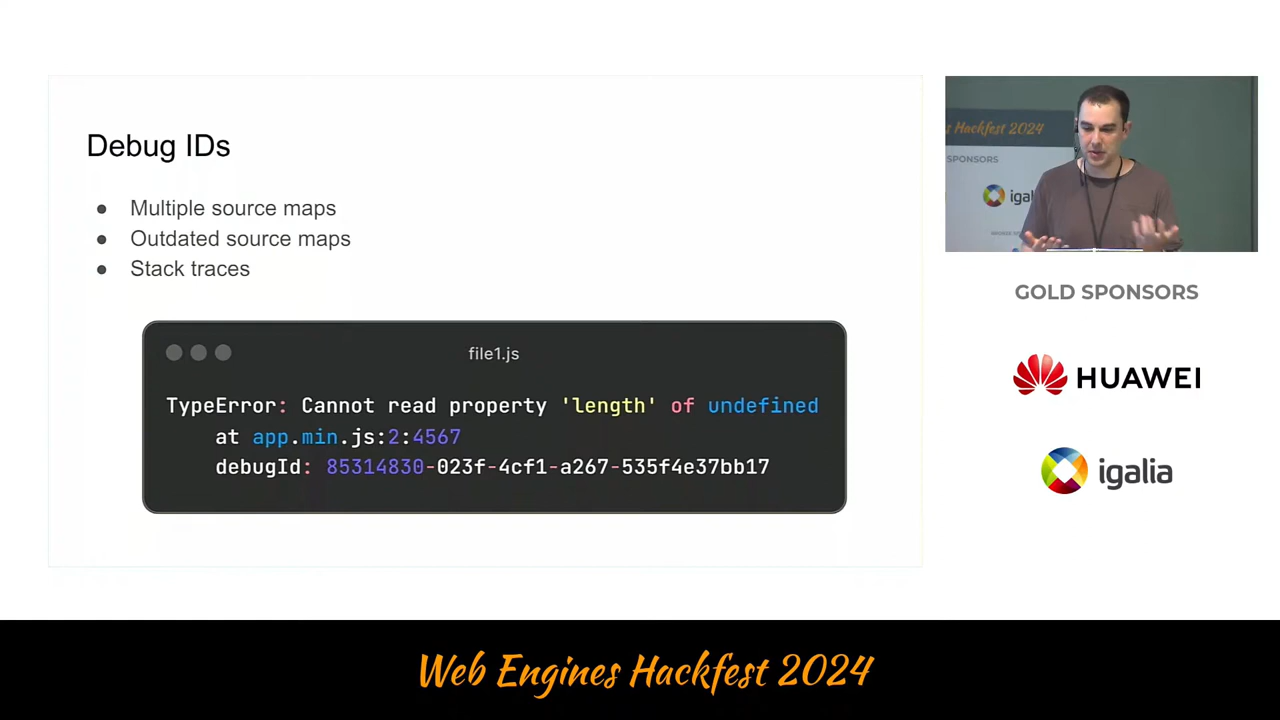 Debug IDs
● Multiple source maps
● Outdated source maps
● Stack traces
file1.js
TypeError: Cannot read property 'length' of undefined
at app.min.js:2:4567
debugId: 85314830-023f-4cf1-a267-535f4e37bb17
s Hackfest 2024
SPONSORS
igal
GOLD SPONSORS
HUAWEI
igalia
Web Engines Hackfest 2024